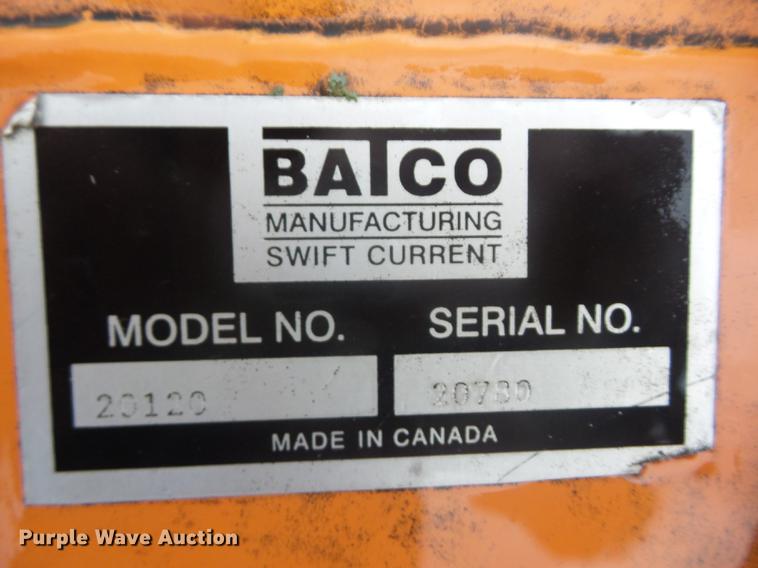 BATCO
MANUFACTURING
SWIFT CURRENT
MODEL NO. SERIAL NO.
20120 20780
MADE IN CANADA
Purple Wave Auction